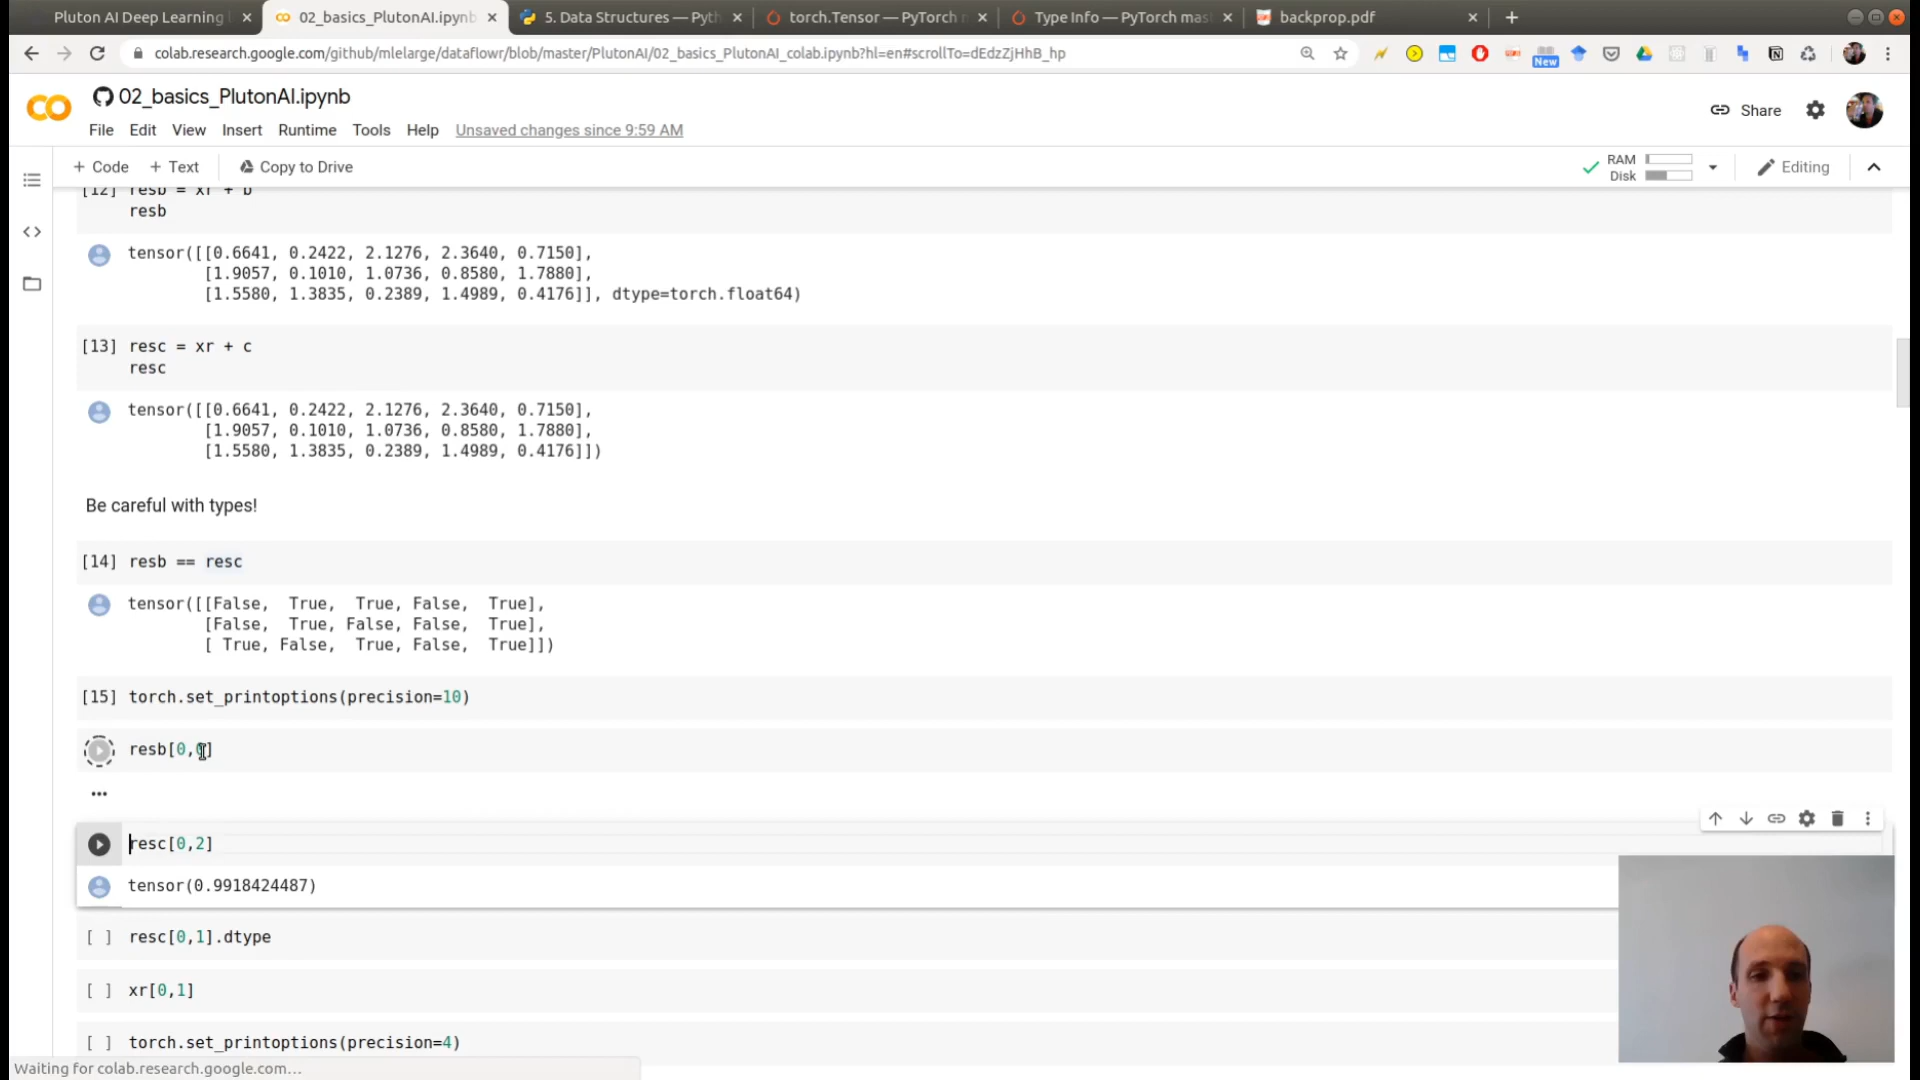 Pluton AI Deep Learning
02_basics_PlutonAI.ipynb
5. Data Structures — Pyth
torch.Tensor — PyTorch m
Type Info — PyTorch mas
backprop.pdf
colab.research.google.com/github/mlelarge/dataflowr/blob/master/PlutonAI/02_basics_PlutonAI_colab.ipynb?hl=en#scrollTo=dEdzZjHhB_hp
New
02_basics_PlutonAI.ipynb
Share
File Edit View Insert Runtime Tools Help Unsaved changes since 9:59 AM
+ Code + Text Copy to Drive
RAM
Disk
Editing
[12] resb = xr + b
resb
tensor([[0.6641, 0.2422, 2.1276, 2.3640, 0.7150],
[1.9057, 0.1010, 1.0736, 0.8580, 1.7880],
[1.5580, 1.3835, 0.2389, 1.4989, 0.4176]], dtype=torch.float64)
[13] resc = xr + c
resc
tensor([[0.6641, 0.2422, 2.1276, 2.3640, 0.7150],
[1.9057, 0.1010, 1.0736, 0.8580, 1.7880],
[1.5580, 1.3835, 0.2389, 1.4989, 0.4176]])
Be careful with types!
[14] resb == resc
tensor([[False, True, True, False, True],
[False, True, False, False, True],
[ True, False, True, False, True]])
[15] torch.set_printoptions(precision=10)
resb[0,0]
...
resc[0,2]
tensor(0.9918424487)
[ ] resc[0,1].dtype
[ ] xr[0,1]
[ ] torch.set_printoptions(precision=4)
Waiting for colab.research.google.com...